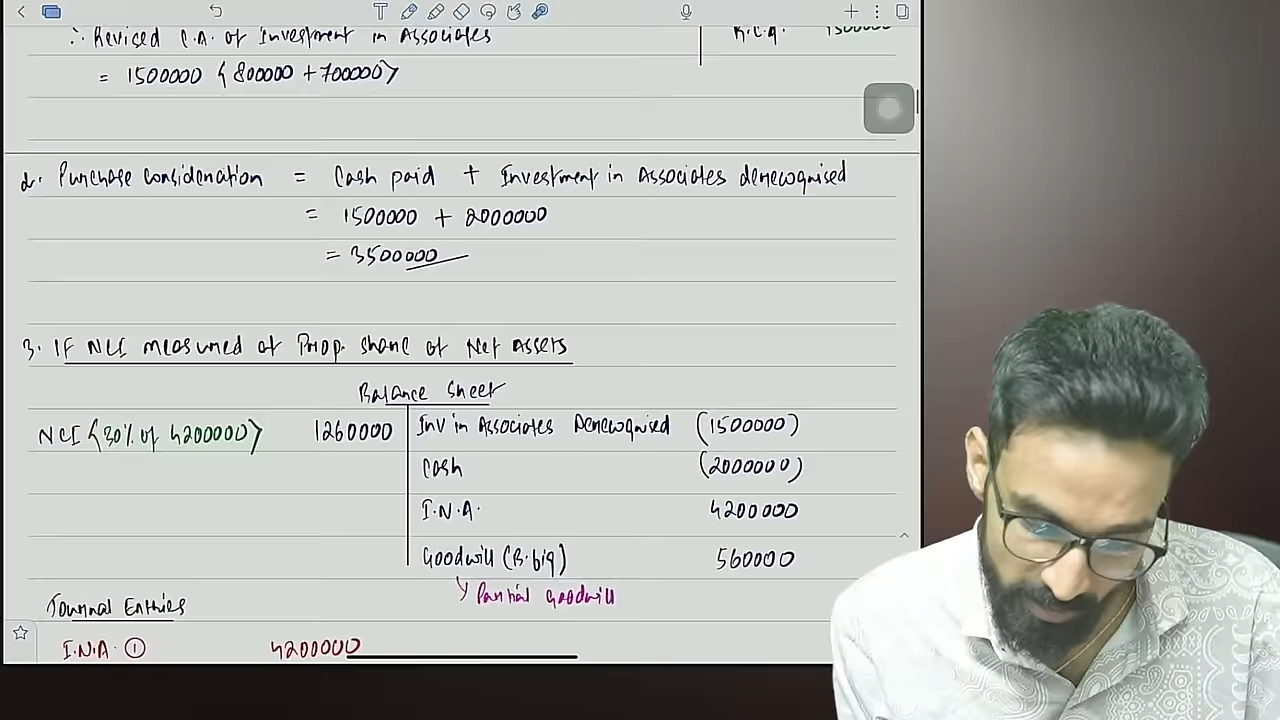 ∴ Revised C.A. of Investment in Associates
= 1500000 {800000 + 700000}
R.C.A. 1500000
2. Purchase Consideration = Cash paid + Investment in Associates derecognised
= 1500000 + 2000000
= 3500000
3. IF NCI measured at Prop. Share of Net Assets
Balance Sheet
NCI {30% of 4200000} 1260000
Inv in Associates Derecognised (1500000)
Cash (2000000)
I.N.A. 4200000
Goodwill (B.fig) 560000
Partial Goodwill
Journal Entries
I.N.A. ① 4200000